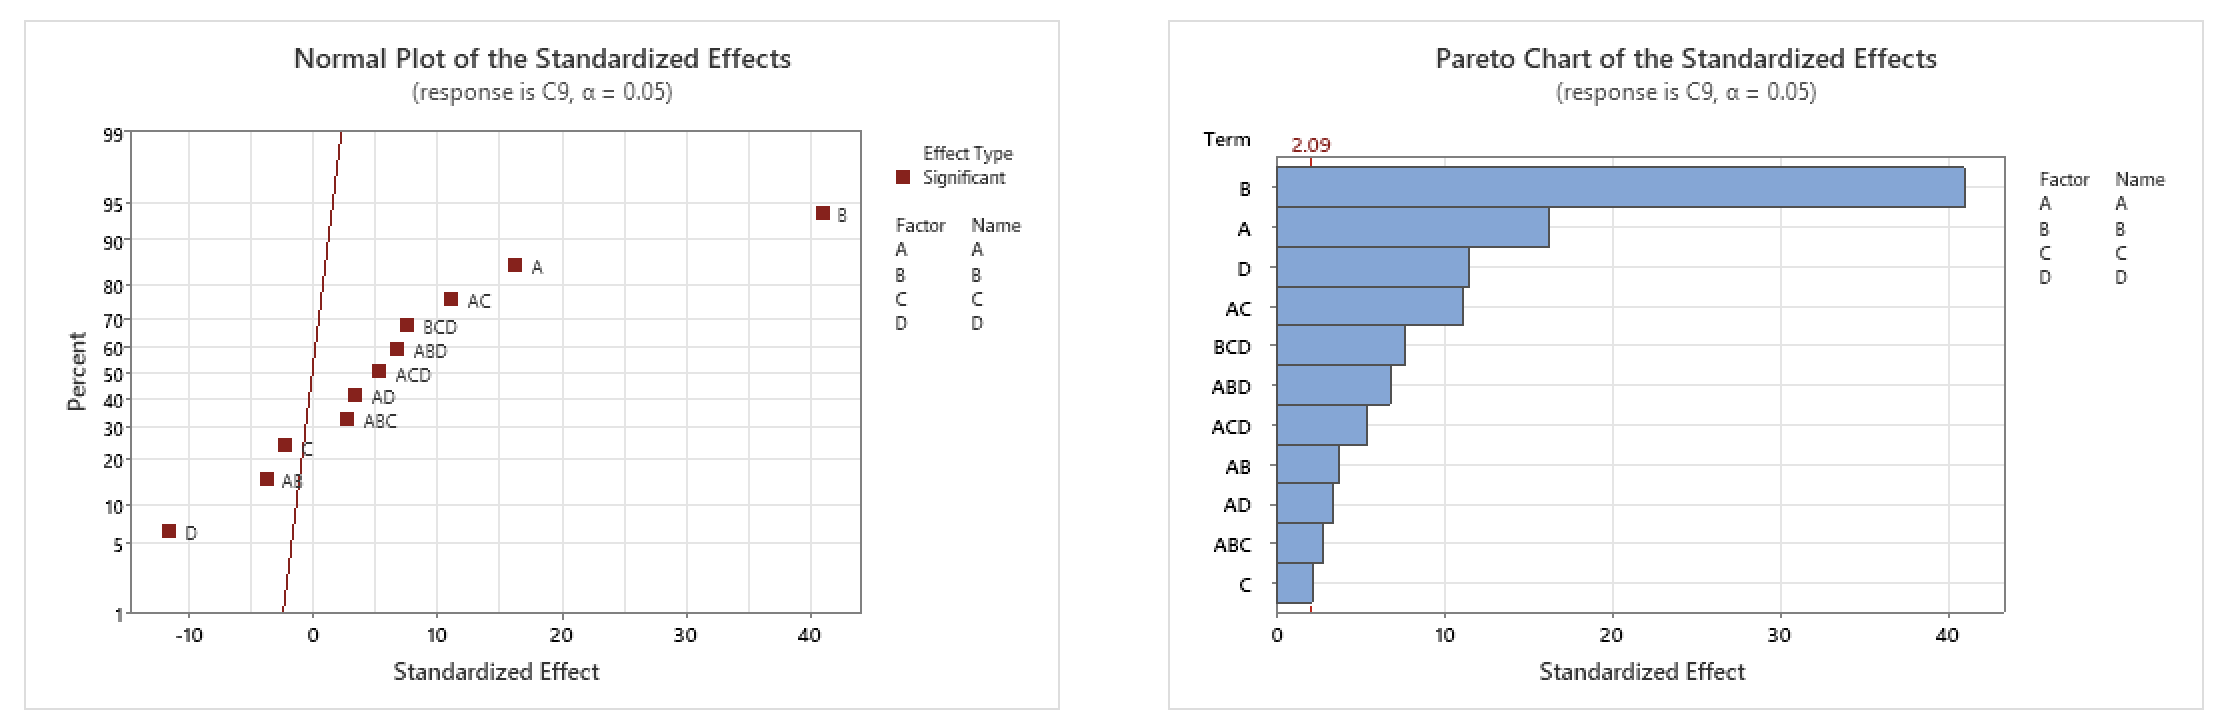 Normal Plot of the Standardized Effects
(response is C9, α = 0.05)
99
95
90
80
70
60
50
40
30
20
10
5
1
Percent
B
A
AC
BCD
ABD
ACD
AD
ABC
C
AB
D
-10 0 10 20 30 40
Standardized Effect
Effect Type
Significant
Factor Name
A A
B B
C C
D D
Pareto Chart of the Standardized Effects
(response is C9, α = 0.05)
Term
2.09
B
A
D
AC
BCD
ABD
ACD
AB
AD
ABC
C
0 10 20 30 40
Standardized Effect
Factor Name
A A
B B
C C
D D